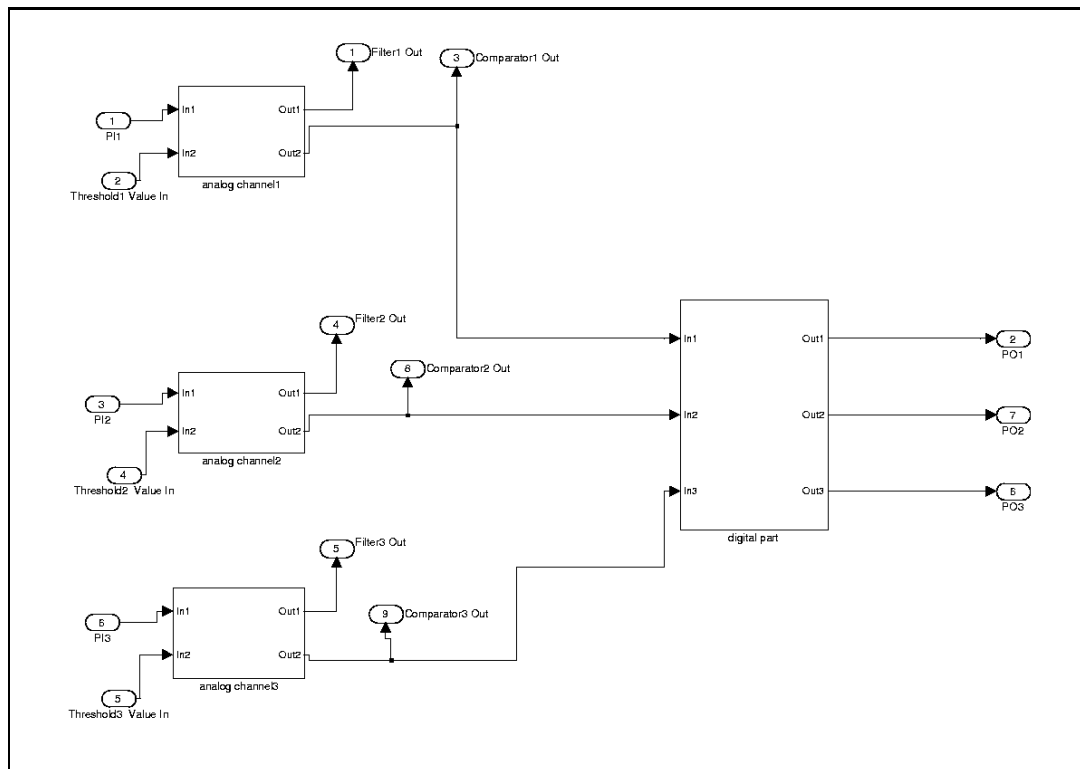 1 Filter1 Out
3 Comparator1 Out
In1 Out1
1
PI1
In2 Out2
2
Threshold1 Value In
analog channel1
4 Filter2 Out
In1 Out1
2
PO1
8 Comparator2 Out
In1 Out1
3
PI2
In2 Out2
7
PO2
In2 Out2
analog channel2
4
Threshold2 Value In
In3 Out3
6
PO3
digital part
5 Filter3 Out
In1 Out1
9 Comparator3 Out
6
PI3
In2 Out2
analog channel3
5
Threshold3 Value In